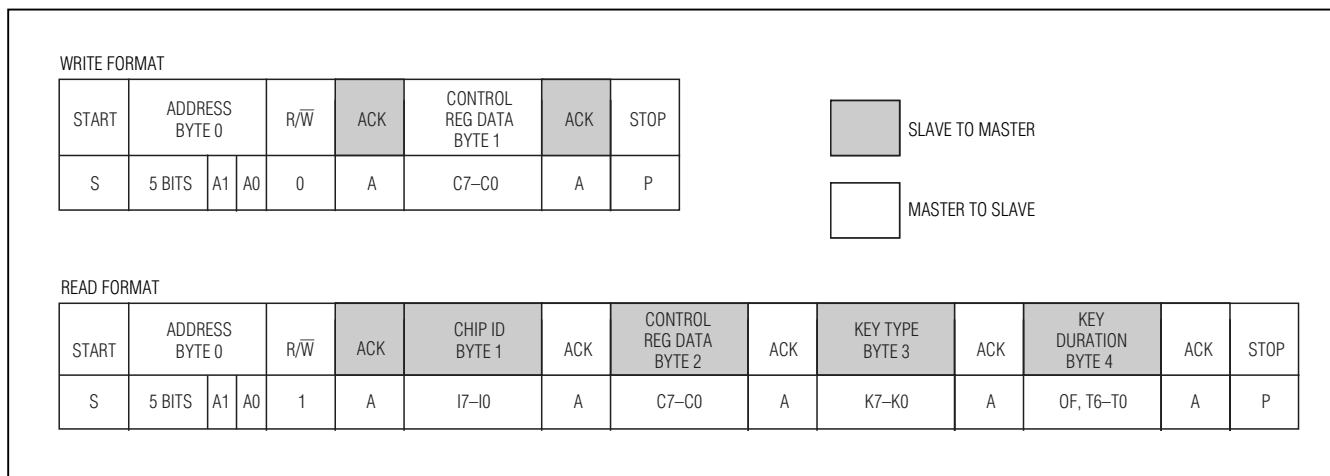 WRITE FORMAT
START ADDRESS BYTE 0 R/W̅ ACK CONTROL REG DATA BYTE 1 ACK STOP
S 5 BITS A1 A0 0 A C7–C0 A P
SLAVE TO MASTER
MASTER TO SLAVE
READ FORMAT
START ADDRESS BYTE 0 R/W̅ ACK CHIP ID BYTE 1 ACK CONTROL REG DATA BYTE 2 ACK KEY TYPE BYTE 3 ACK KEY DURATION BYTE 4 ACK STOP
S 5 BITS A1 A0 1 A I7–I0 A C7–C0 A K7–K0 A OF, T6–T0 A P